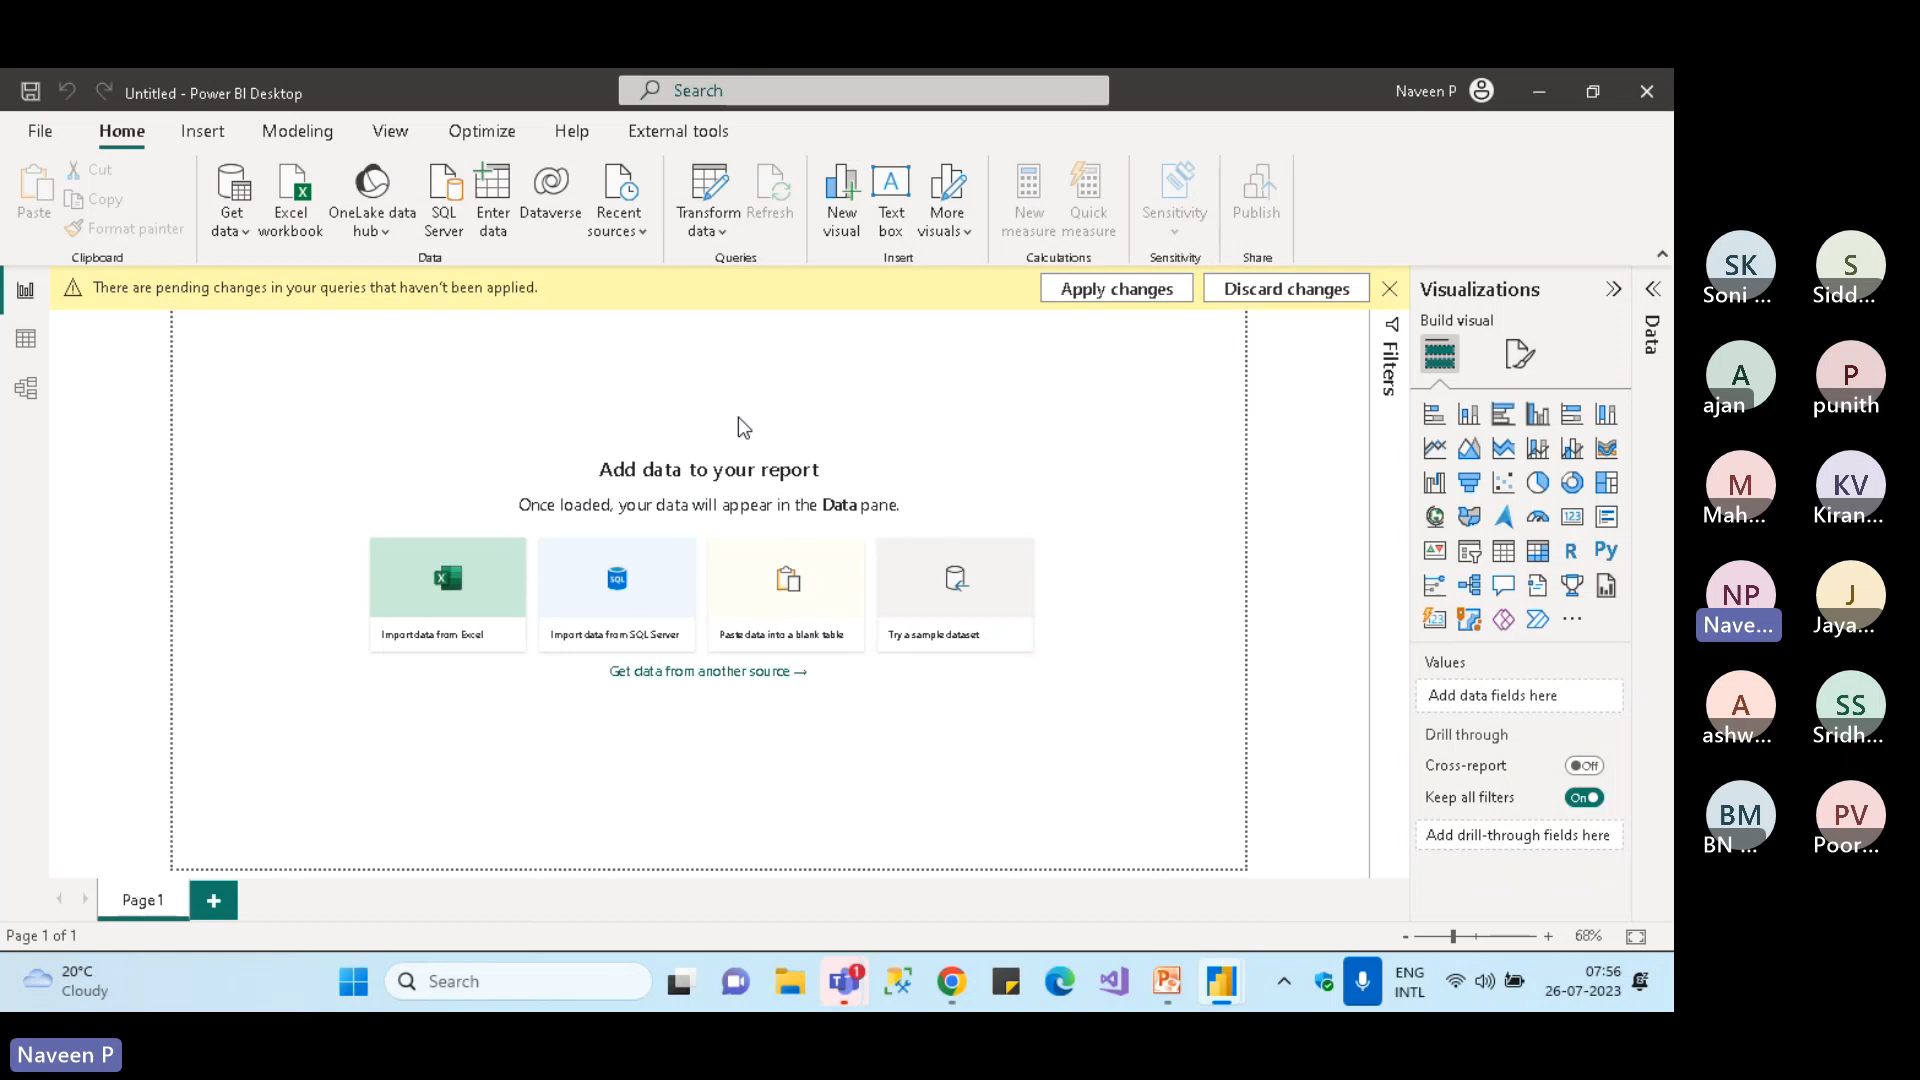 Untitled - Power BI Desktop
Search
Naveen P
File
Home
Insert
Modeling
View
Optimize
Help
External tools
Paste
Cut
Copy
Format painter
Clipboard
Get
data
Excel
workbook
OneLake data
hub
SQL
Server
Enter
data
Dataverse
Recent
sources
Data
Transform
data
Refresh
Queries
New
visual
A
Text
box
More
visuals
Insert
New
measure
Quick
measure
Calculations
Sensitivity
Sensitivity
Publish
Share
There are pending changes in your queries that haven't been applied.
Apply changes
Discard changes
Filters
Visualizations
Build visual
Data
123
R
Py
Values
Add data fields here
Drill through
Cross-report
Off
Keep all filters
On
Add drill-through fields here
Add data to your report
Once loaded, your data will appear in the Data pane.
SQL
Import data from Excel
Import data from SQL Server
Paste data into a blank table
Try a sample dataset
Get data from another source →
Page 1
+
Page 1 of 1
- + 68%
20°C
Cloudy
Search
1
ENG
INTL
07:56
26-07-2023
SK
Soni ...
S
Sidd...
A
ajan
P
punith
M
Mah...
KV
Kiran...
NP
Nave...
J
Jaya...
A
ashw...
SS
Sridh...
BM
BN ...
PV
Poor...
Naveen P